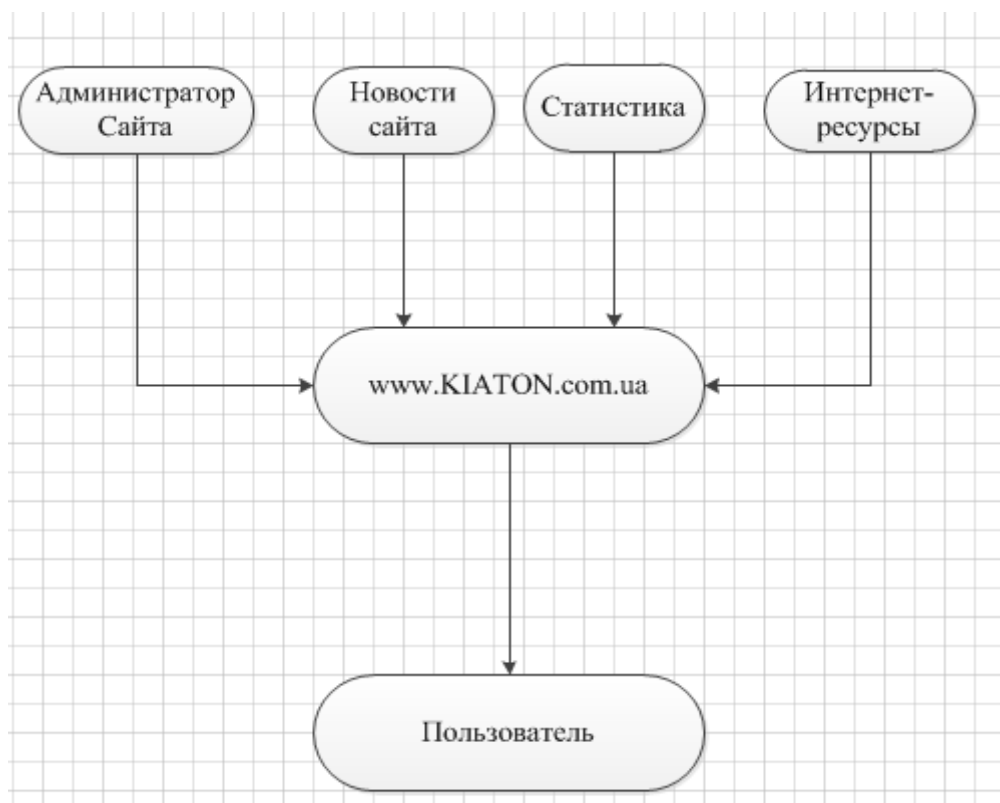 Администратор
Сайта
Новости
сайта
Статистика
Интернет-
ресурсы
www.KIATON.com.ua
Пользователь